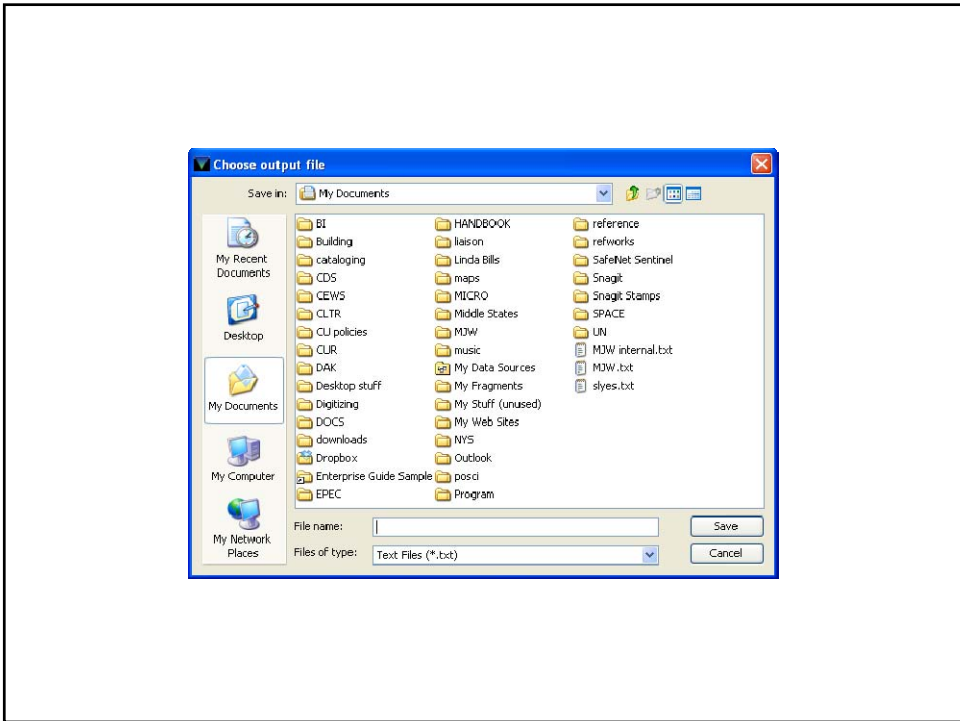 Choose output file
Save in: My Documents
My Recent Documents
Desktop
My Documents
My Computer
My Network Places
BI
Building
cataloging
CDS
CEWS
CLTR
CU policies
CUR
DAK
Desktop stuff
Digitizing
DOCS
downloads
Dropbox
Enterprise Guide Sample
EPEC
HANDBOOK
liaison
Linda Bills
maps
MICRO
Middle States
MJW
music
My Data Sources
My Fragments
My Stuff (unused)
My Web Sites
NYS
Outlook
posci
Program
reference
refworks
SafeNet Sentinel
Snagit
Snagit Stamps
SPACE
UN
MJW internal.txt
MJW.txt
slyes.txt
File name:
Save
Files of type: Text Files (*.txt)
Cancel